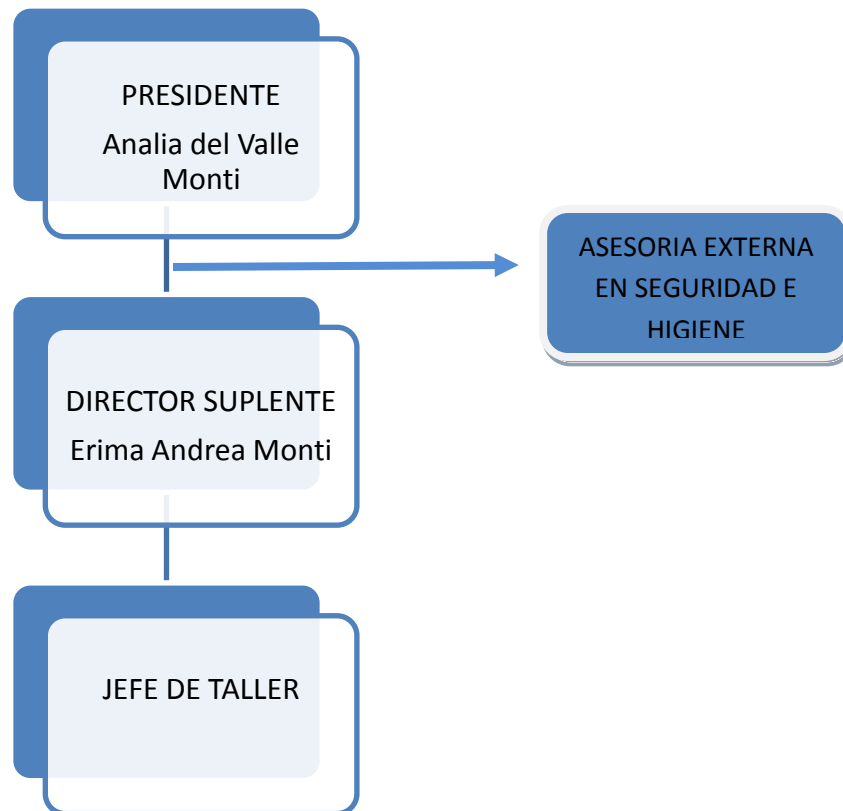 PRESIDENTE
Analia del Valle
Monti
ASESORIA EXTERNA
EN SEGURIDAD E
HIGIENE
DIRECTOR SUPLENTE
Erima Andrea Monti
JEFE DE TALLER